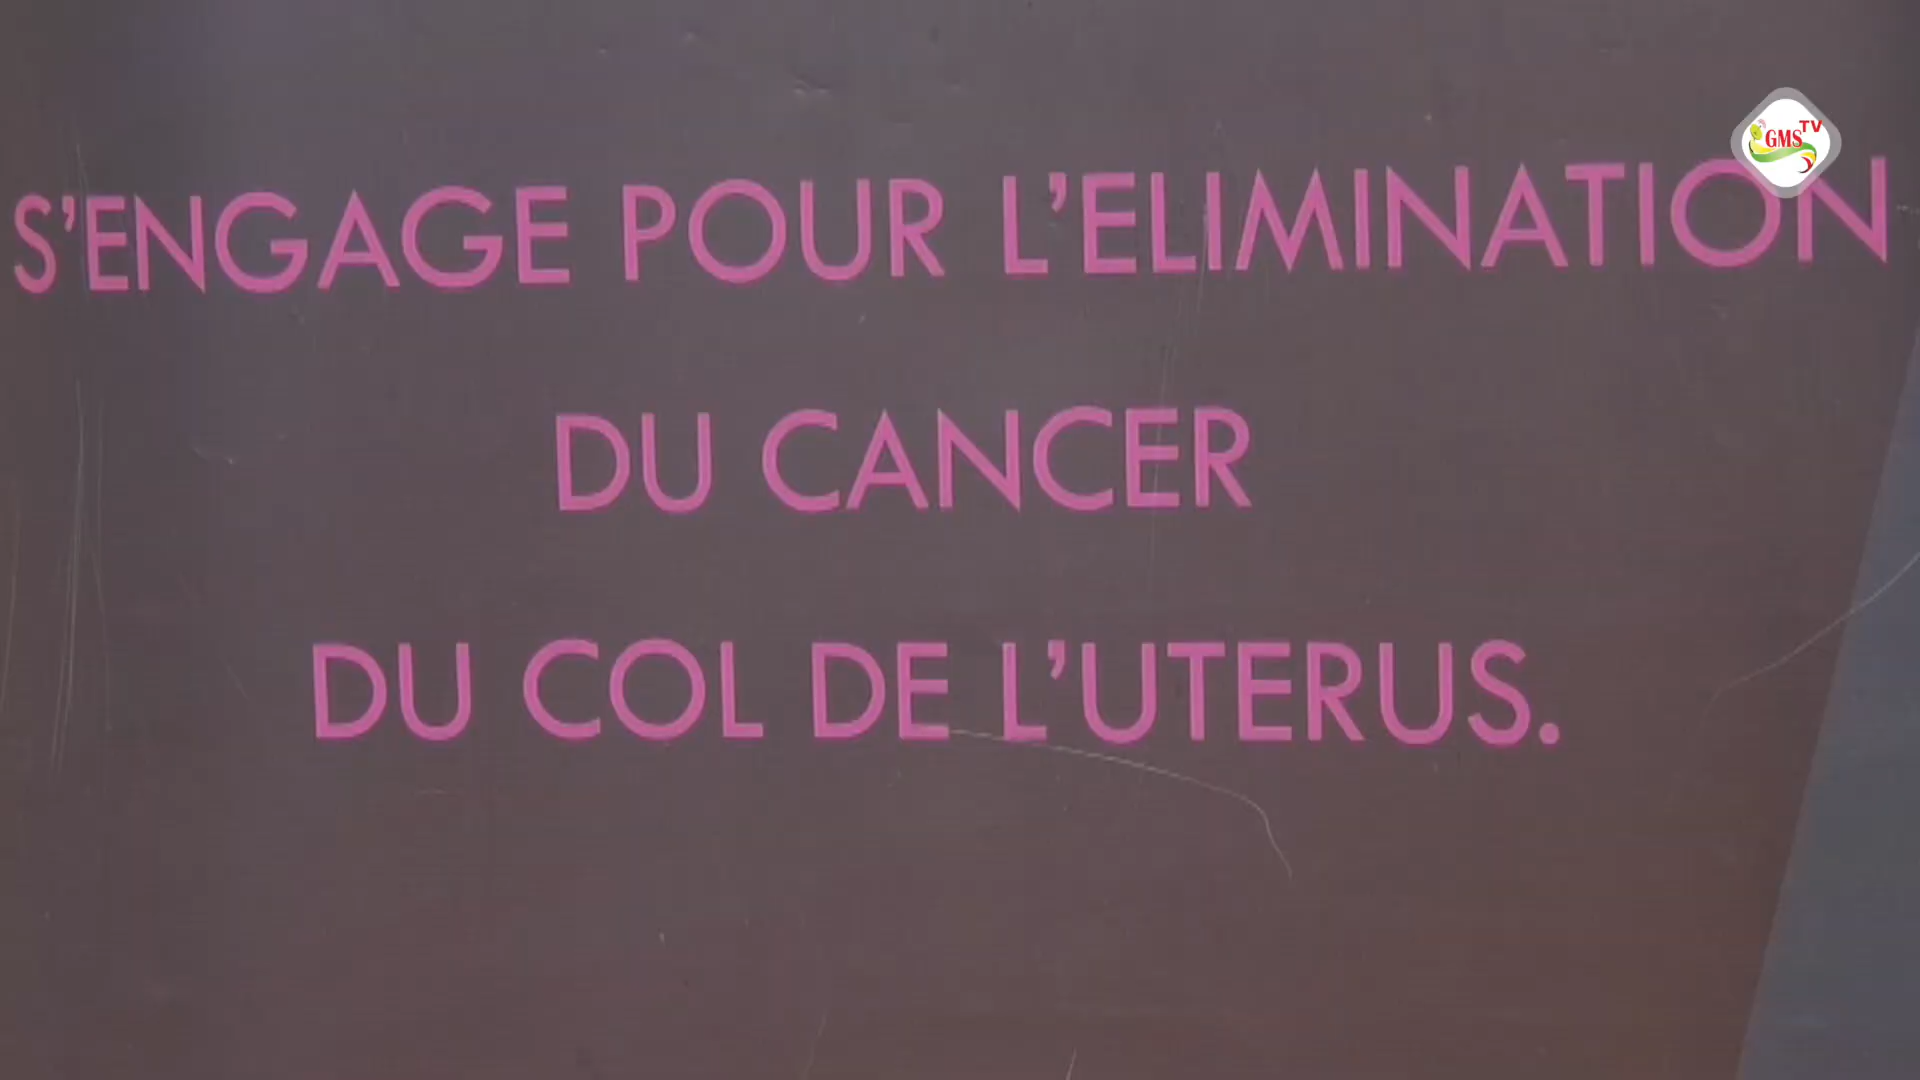 GMS TV
S'ENGAGE POUR L'ELIMINATION
DU CANCER
DU COL DE L'UTERUS.